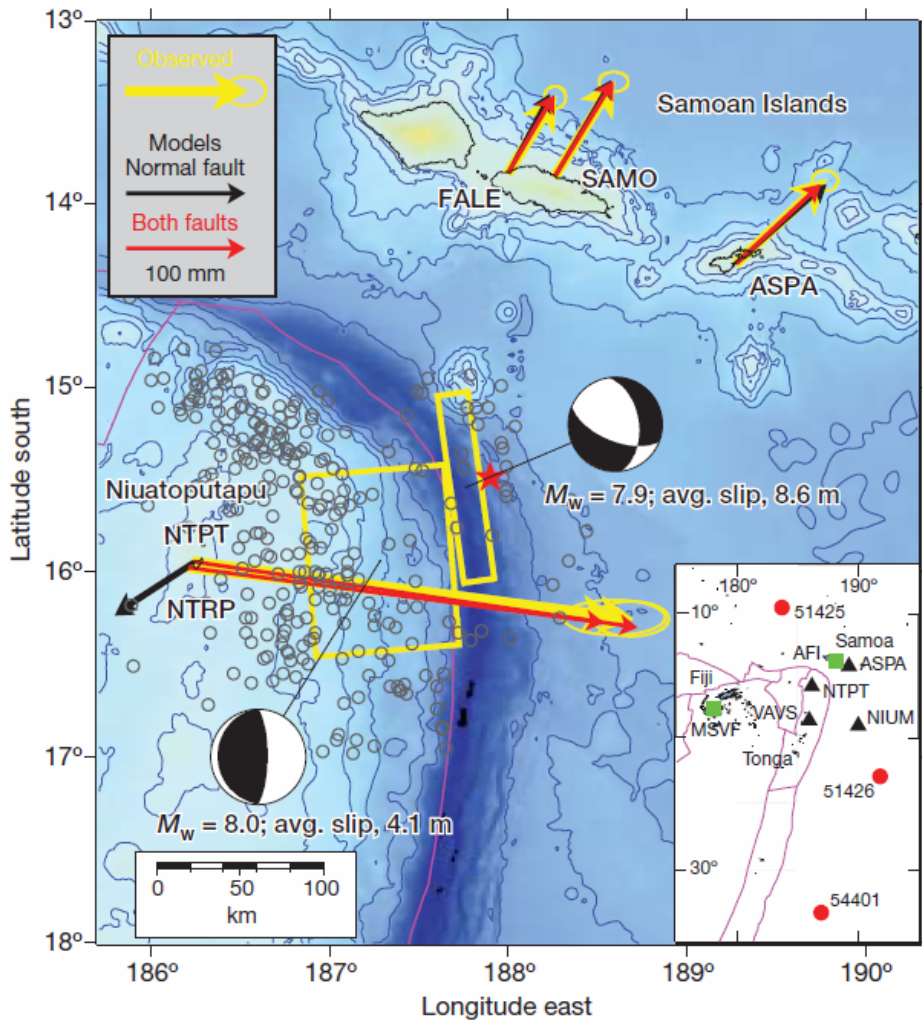 13°
14°
15°
16°
17°
18°
Latitude south
Observed
Models
Normal fault
Both faults
100 mm
Samoan Islands
FALE
SAMO
ASPA
Niuatoputapu
NTPT
NTRP
Mw = 7.9; avg. slip, 8.6 m
Mw = 8.0; avg. slip, 4.1 m
0 50 100
km
180° 190°
10°
30°
51425
AFI
Samoa
ASPA
Fiji
NTPT
VAVS
MSVF
NIUM
Tonga
51426
54401
186° 187° 188° 189° 190°
Longitude east